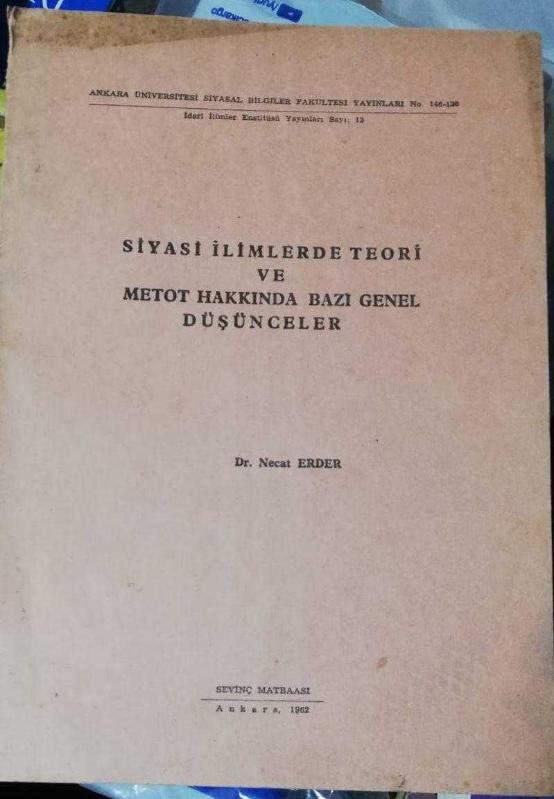 ANKARA ÜNİVERSİTESİ SİYASAL BİLGİLER FAKÜLTESİ YAYINLARI No. 146-128
İdari İlimler Enstitüsü Yayınları Sayı: 13
SİYASİ İLİMLERDE TEORİ
VE
METOT HAKKINDA BAZI GENEL
DÜŞÜNCELER
Dr. Necat ERDER
SEVİNÇ MATBAASI
Ankara, 1962